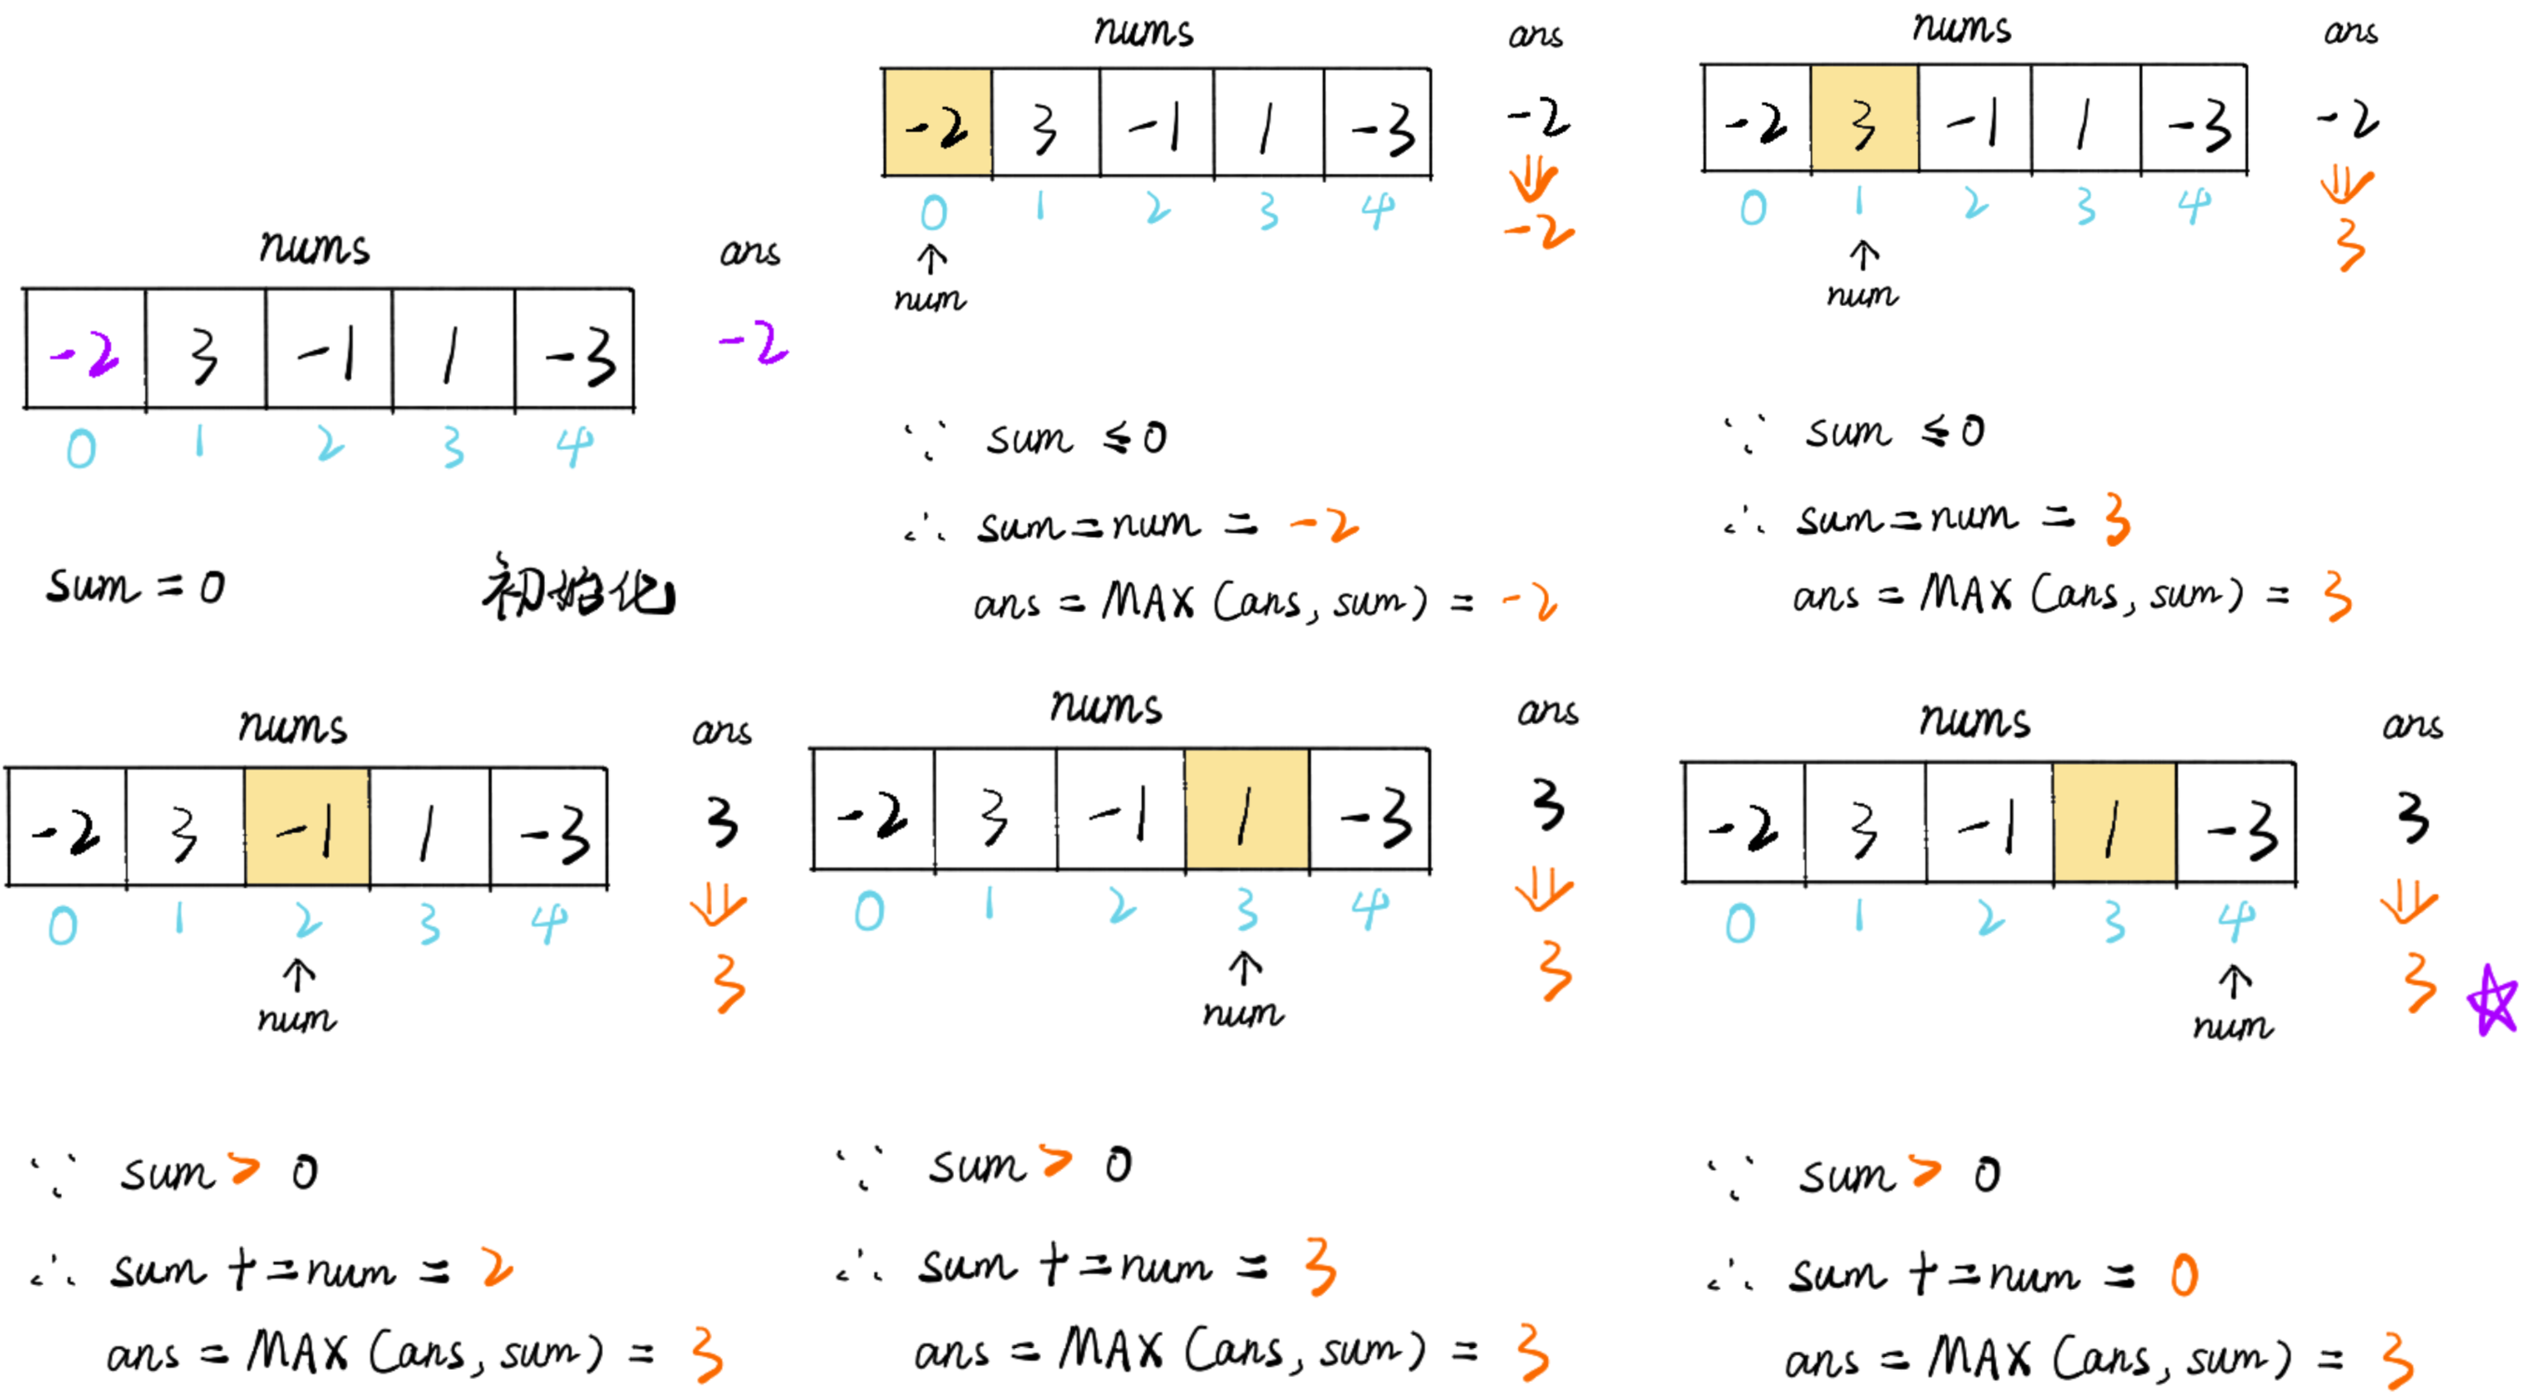 nums ans
-2 3 -1 1 -3 -2
0 1 2 3 4
sum = 0 初始化
nums ans
-2 3 -1 1 -3 -2
⇓
0 1 2 3 4 -2
↑
num
∵ sum ≤ 0
∴ sum = num = -2
ans = MAX (ans, sum) = -2
nums ans
-2 3 -1 1 -3 -2
⇓
0 1 2 3 4 3
↑
num
∵ sum ≤ 0
∴ sum = num = 3
ans = MAX (ans, sum) = 3
nums ans
-2 3 -1 1 -3 3
0 1 2 3 4 ⇓
↑ 3
num
∵ sum > 0
∴ sum += num = 2
ans = MAX (ans, sum) = 3
nums ans
-2 3 -1 1 -3 3
0 1 2 3 4 ⇓
↑ 3
num
∵ sum > 0
∴ sum += num = 3
ans = MAX (ans, sum) = 3
nums ans
-2 3 -1 1 -3 3
0 1 2 3 4 ⇓
↑ 3
num
∵ sum > 0
∴ sum += num = 0
ans = MAX (ans, sum) = 3